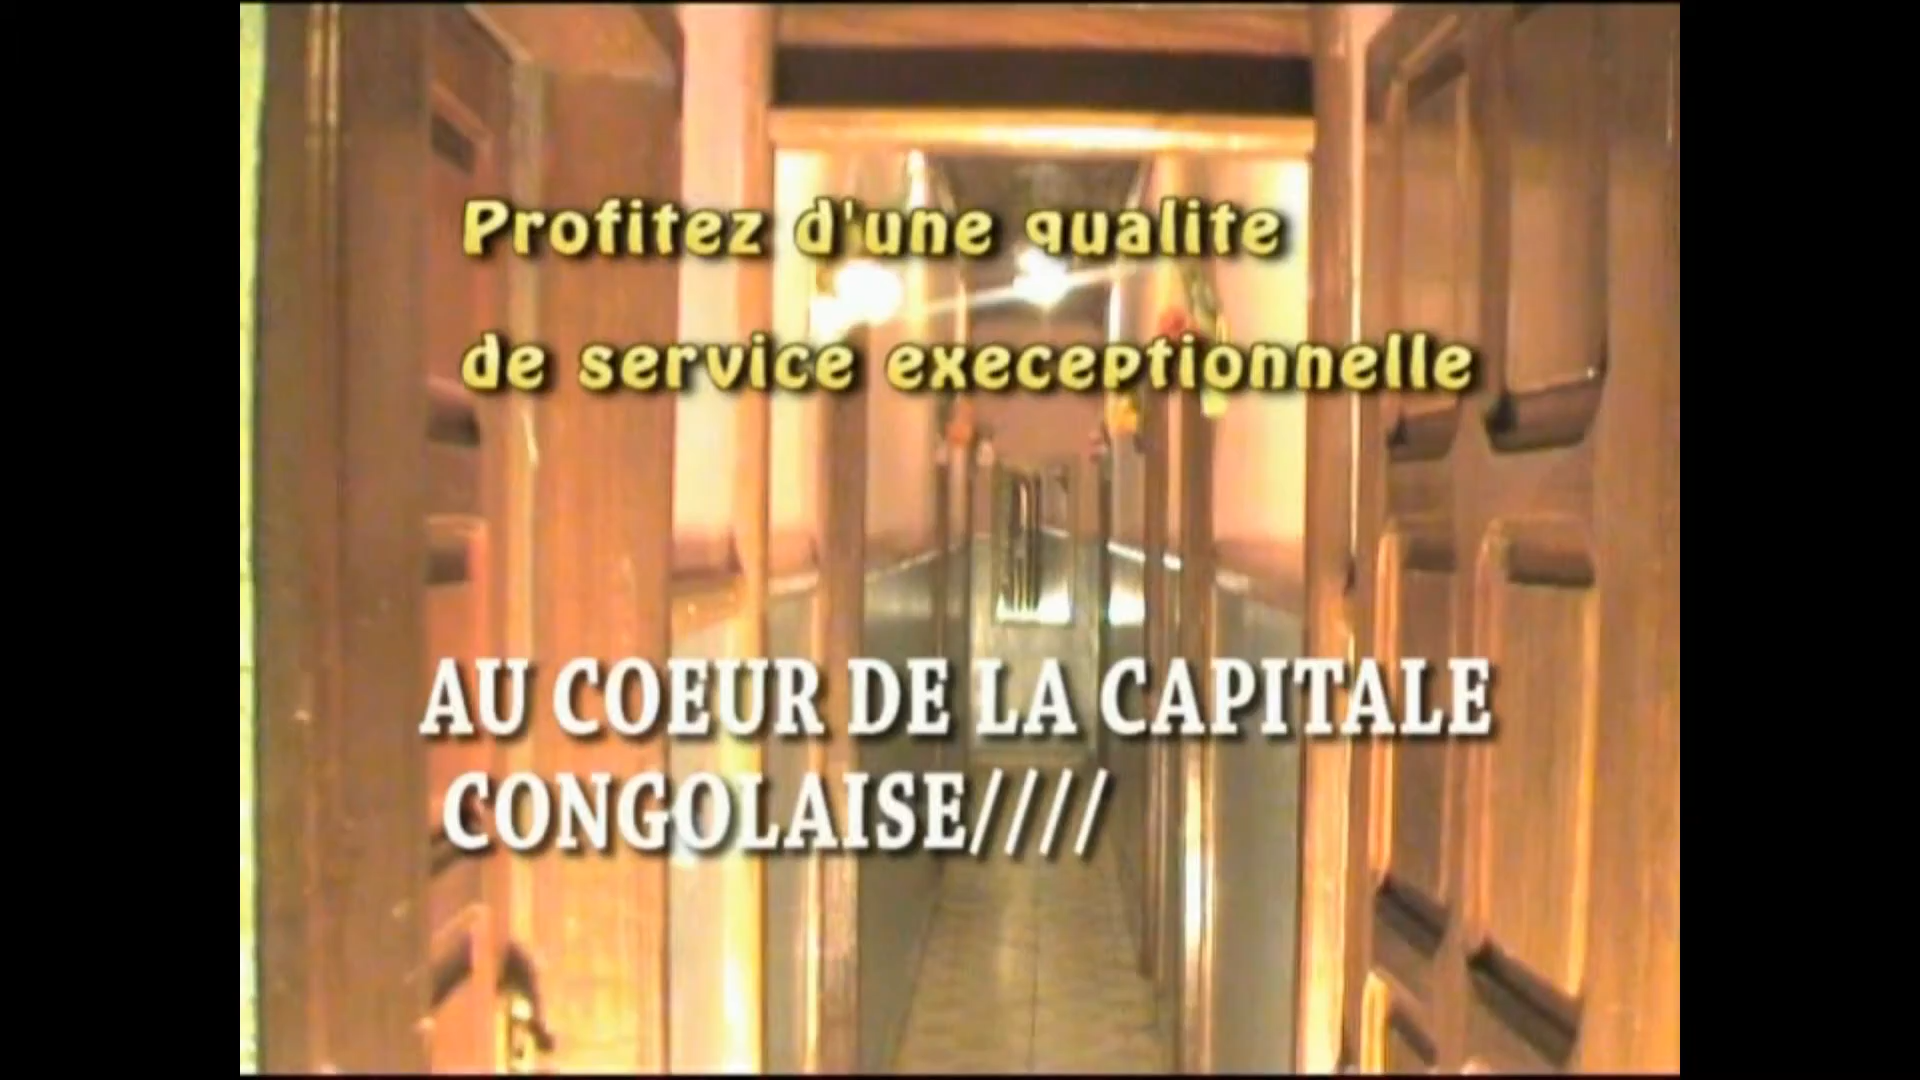 Profitez d'une qualite
de service execeptionnelle
AU COEUR DE LA CAPITALE
CONGOLAISE////